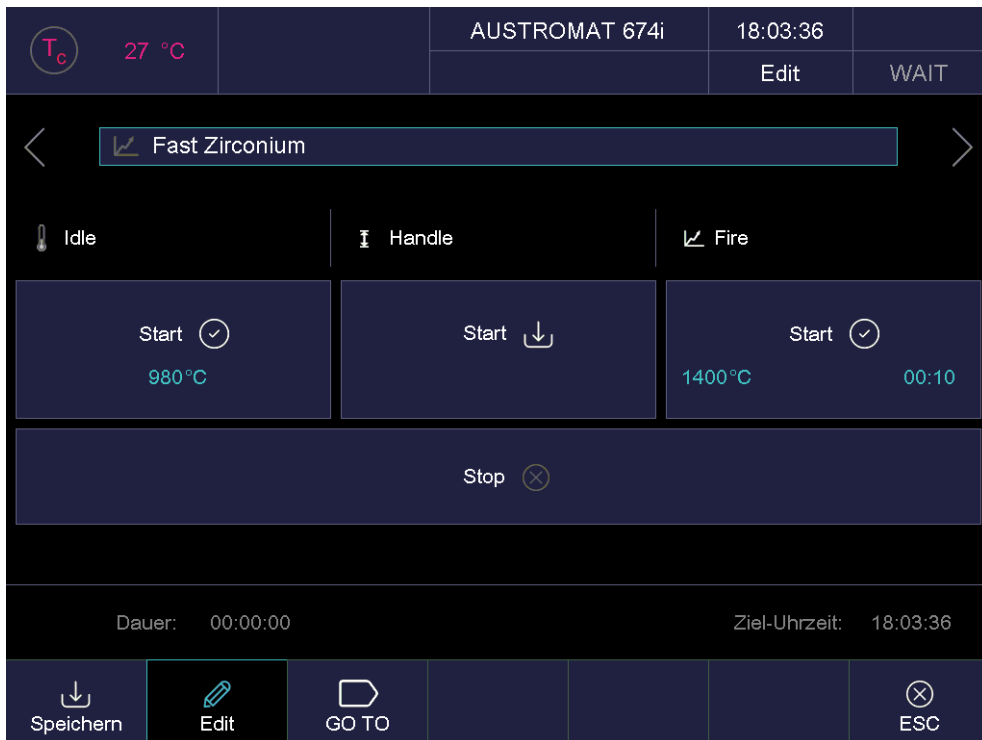 AUSTROMAT 674i 18:03:36
Tc 27 °C
Edit WAIT
Fast Zirconium
Idle Handle Fire
Start Start Start
980°C 1400°C 00:10
Stop
Dauer: 00:00:00 Ziel-Uhrzeit: 18:03:36
Speichern Edit GO TO ESC